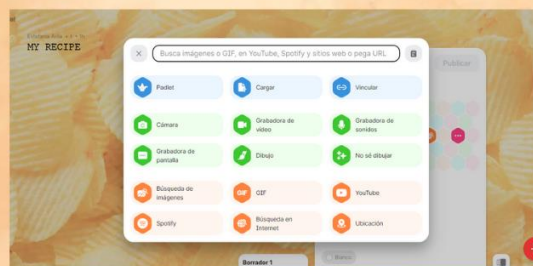 MY RECIPE
Busca imágenes o GIF, en YouTube, Spotify y sitios web o pega URL
Publicar
Padlet
Cargar
Vincular
Cámara
Grabadora de vídeo
Grabadora de sonidos
Grabadora de pantalla
Dibujo
No sé dibujar
Búsqueda de imágenes
GIF
GIF
YouTube
Spotify
Búsqueda en Internet
Ubicación
Borrador 1